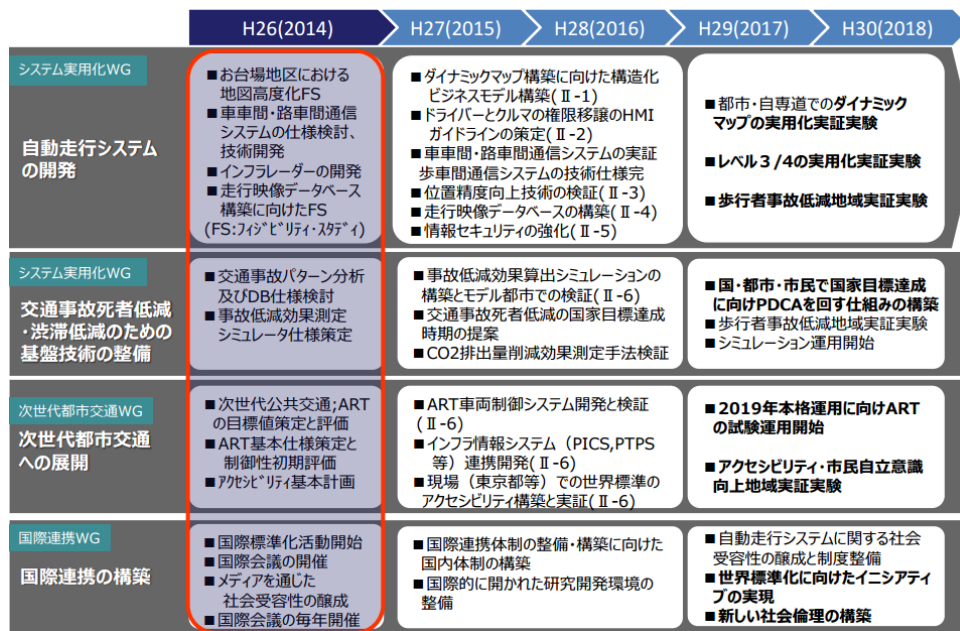 H26(2014)
H27(2015)
H28(2016)
H29(2017)
H30(2018)
システム実用化WG
自動走行システム
の開発
■お台場地区における
地図高度化FS
■車車間・路車間通信
システムの仕様検討、
技術開発
■インフラレーダーの開発
■走行映像データベース
構築に向けたFS
(FS:フィジビリティ・スタディ)
■ダイナミックマップ構築に向けた構造化
ビジネスモデル構築(Ⅱ-1)
■ドライバーとクルマの権限移譲のHMI
ガイドラインの策定(Ⅱ-2)
■車車間・路車間通信システムの実証
歩車間通信システムの技術仕様完
■位置精度向上技術の検証(Ⅱ-3)
■走行映像データベースの構築(Ⅱ-4)
■情報セキュリティの強化(Ⅱ-5)
■都市・自専道でのダイナミック
マップの実用化実証実験
■レベル3/4の実用化実証実験
■歩行者事故低減地域実証実験
システム実用化WG
交通事故死者低減
・渋滞低減のための
基盤技術の整備
■交通事故パターン分析
及びDB仕様検討
■事故低減効果測定
シミュレータ仕様策定
■事故低減効果算出シミュレーションの
構築とモデル都市での検証(Ⅱ-6)
■交通事故死者低減の国家目標達成
時期の提案
■CO2排出量削減効果測定手法検証
■国・都市・市民で国家目標達成
に向けPDCAを回す仕組みの構築
■歩行者事故低減地域実証実験
■シミュレーション運用開始
次世代都市交通WG
次世代都市交通
への展開
■次世代公共交通;ART
の目標値策定と評価
■ART基本仕様策定と
制御性初期評価
■アクセシビリティ基本計画
■ART車両制御システム開発と検証
(Ⅱ-6)
■インフラ情報システム（PICS,PTPS
等）連携開発(Ⅱ-6)
■現場（東京都等）での世界標準の
アクセシビリティ構築と実証(Ⅱ-6)
■2019年本格運用に向けART
の試験運用開始
■アクセシビリティ・市民自立意識
向上地域実証実験
国際連携WG
国際連携の構築
■国際標準化活動開始
■国際会議の開催
■メディアを通じた
社会受容性の醸成
■国際会議の毎年開催
■国際連携体制の整備・構築に向けた
国内体制の構築
■国際的に開かれた研究開発環境の
整備
■自動走行システムに関する社会
受容性の醸成と制度整備
■世界標準化に向けたイニシアティ
ブの実現
■新しい社会倫理の構築